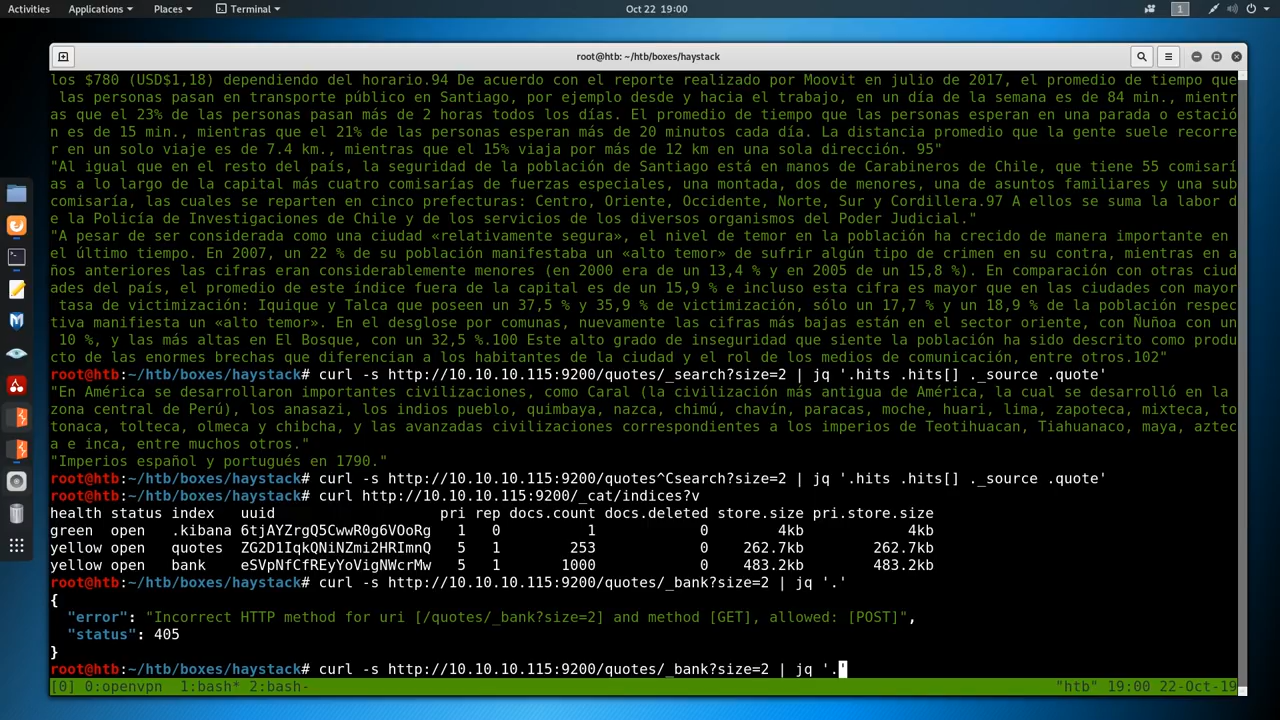 Activities Applications Places Terminal Oct 22 19:00 1
root@htb: ~/htb/boxes/haystack
los $780 (USD$1,18) dependiendo del horario.94 De acuerdo con el reporte realizado por Moovit en julio de 2017, el promedio de tiempo que
las personas pasan en transporte público en Santiago, por ejemplo desde y hacia el trabajo, en un día de la semana es de 84 min., mientr
as que el 23% de las personas pasan más de 2 horas todos los días. El promedio de tiempo que las personas esperan en una parada o estació
n es de 15 min., mientras que el 21% de las personas esperan más de 20 minutos cada día. La distancia promedio que la gente suele recorre
r en un solo viaje es de 7.4 km., mientras que el 15% viaja por más de 12 km en una sola dirección. 95"
"Al igual que en el resto del país, la seguridad de la población de Santiago está en manos de Carabineros de Chile, que tiene 55 comisarí
as a lo largo de la capital más cuatro comisarías de fuerzas especiales, una montada, dos de menores, una de asuntos familiares y una sub
comisaría, las cuales se reparten en cinco prefecturas: Centro, Oriente, Occidente, Norte, Sur y Cordillera.97 A ellos se suma la labor d
e la Policía de Investigaciones de Chile y de los servicios de los diversos organismos del Poder Judicial."
"A pesar de ser considerada como una ciudad «relativamente segura», el nivel de temor en la población ha crecido de manera importante en
el último tiempo. En 2007, un 22 % de su población manifestaba un «alto temor» de sufrir algún tipo de crimen en su contra, mientras en a
ños anteriores las cifras eran considerablemente menores (en 2000 era de un 13,4 % y en 2005 de un 15,8 %). En comparación con otras ciud
ades del país, el promedio de este índice fuera de la capital es de un 15,9 % e incluso esta cifra es mayor que en las ciudades con mayor
tasa de victimización: Iquique y Talca que poseen un 37,5 % y 35,9 % de victimización, sólo un 17,7 % y un 18,9 % de la población respec
tiva manifiesta un «alto temor». En el desglose por comunas, nuevamente las cifras más bajas están en el sector oriente, con Ñuñoa con un
10 %, y las más altas en El Bosque, con un 32,5 %.100 Este alto grado de inseguridad que siente la población ha sido descrito como produ
cto de las enormes brechas que diferencian a los habitantes de la ciudad y el rol de los medios de comunicación, entre otros.102"
root@htb:~/htb/boxes/haystack# curl -s http://10.10.10.115:9200/quotes/_search?size=2 | jq '.hits .hits[] ._source .quote'
"En América se desarrollaron importantes civilizaciones, como Caral (la civilización más antigua de América, la cual se desarrolló en la
zona central de Perú), los anasazi, los indios pueblo, quimbaya, nazca, chimú, chavín, paracas, moche, huari, lima, zapoteca, mixteca, to
tonaca, tolteca, olmeca y chibcha, y las avanzadas civilizaciones correspondientes a los imperios de Teotihuacan, Tiahuanaco, maya, aztec
a e inca, entre muchos otros."
"Imperios español y portugués en 1790."
root@htb:~/htb/boxes/haystack# curl -s http://10.10.10.115:9200/quotes^Csearch?size=2 | jq '.hits .hits[] ._source .quote'
root@htb:~/htb/boxes/haystack# curl http://10.10.10.115:9200/_cat/indices?v
health status index uuid pri rep docs.count docs.deleted store.size pri.store.size
green open .kibana 6tjAYZrgQ5CwwR0g6VOoRg 1 0 1 0 4kb 4kb
yellow open quotes ZG2D1IqkQNiNZmi2HRImnQ 5 1 253 0 262.7kb 262.7kb
yellow open bank eSVpNfCfREyYoVigNWcrMw 5 1 1000 0 483.2kb 483.2kb
root@htb:~/htb/boxes/haystack# curl -s http://10.10.10.115:9200/quotes/_bank?size=2 | jq '.'
{
"error": "Incorrect HTTP method for uri [/quotes/_bank?size=2] and method [GET], allowed: [POST]",
"status": 405
}
root@htb:~/htb/boxes/haystack# curl -s http://10.10.10.115:9200/quotes/_bank?size=2 | jq '.'
[0] 0:openvpn 1:bash* 2:bash- "htb" 19:00 22-Oct-19